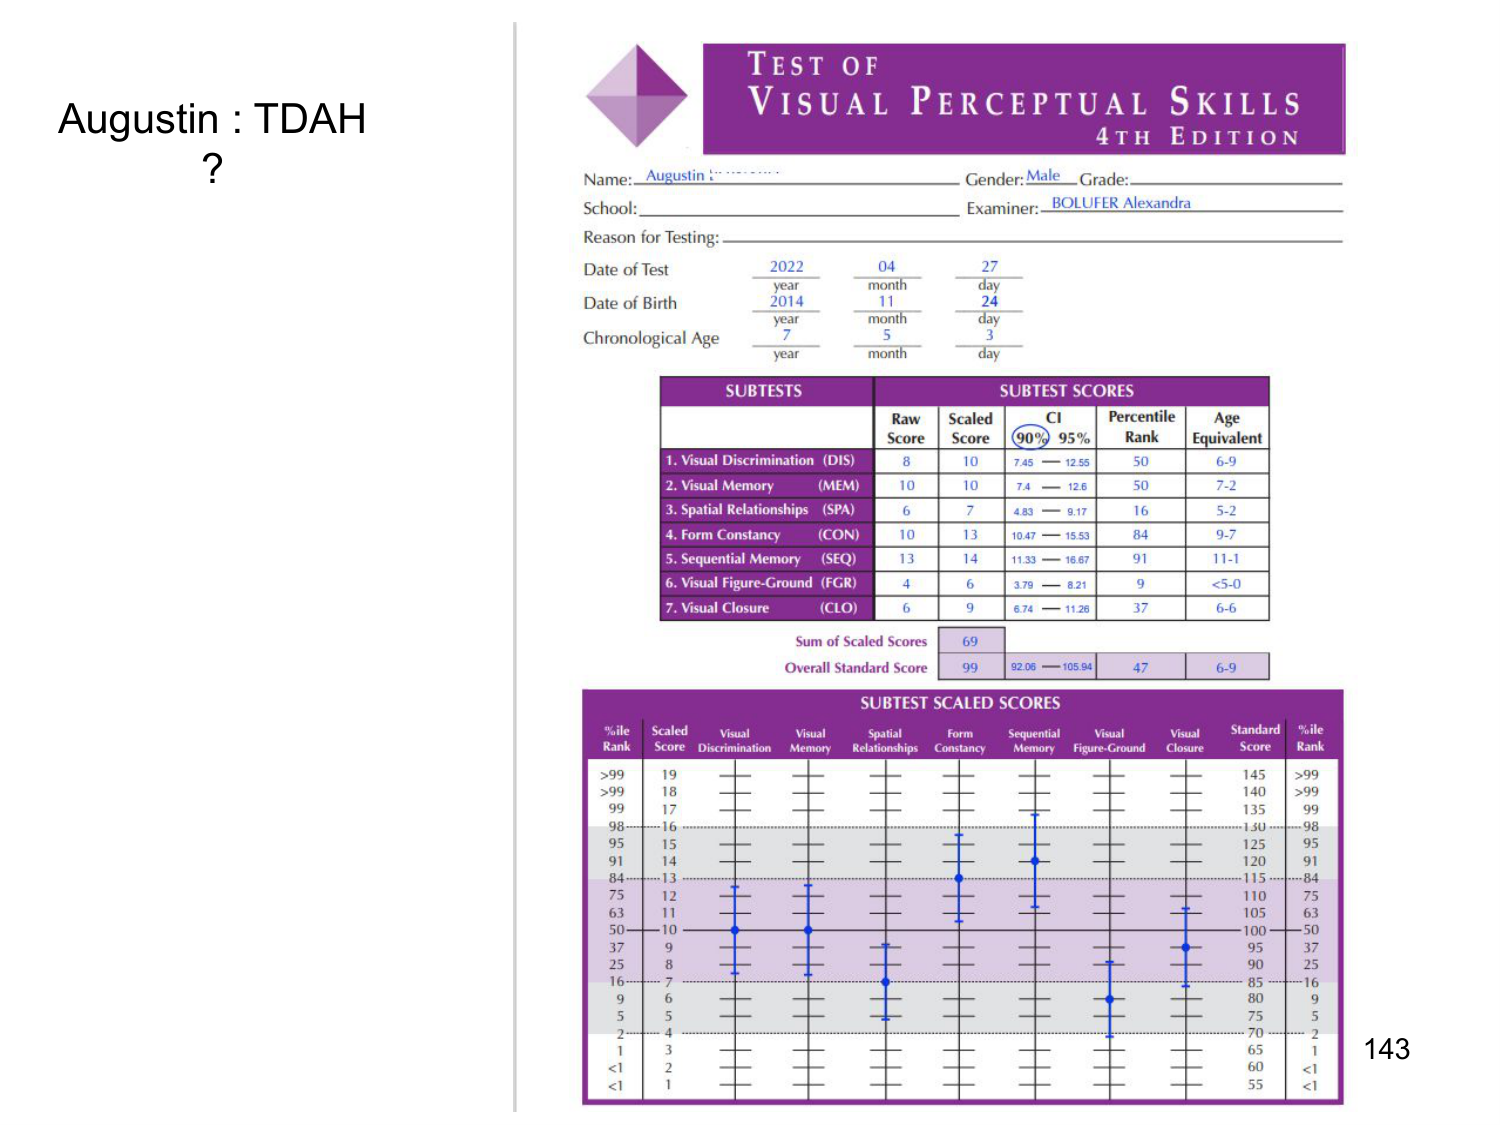 Augustin : TDAH
?
TEST OF
VISUAL PERCEPTUAL SKILLS
4TH EDITION
Name: Augustin Gender: Male Grade:
School: Examiner: BOLUFER Alexandra
Reason for Testing:
Date of Test 2022 04 27
year month day
Date of Birth 2014 11 24
year month day
Chronological Age 7 5 3
year month day
SUBTESTS SUBTEST SCORES
Raw Score Scaled Score CI 90% 95% Percentile Rank Age Equivalent
1. Visual Discrimination (DIS) 8 10 7.45 — 12.55 50 6-9
2. Visual Memory (MEM) 10 10 7.4 — 12.6 50 7-2
3. Spatial Relationships (SPA) 6 7 4.83 — 9.17 16 5-2
4. Form Constancy (CON) 10 13 10.47 — 15.53 84 9-7
5. Sequential Memory (SEQ) 13 14 11.33 — 16.67 91 11-1
6. Visual Figure-Ground (FGR) 4 6 3.79 — 8.21 9 <5-0
7. Visual Closure (CLO) 6 9 6.74 — 11.26 37 6-6
Sum of Scaled Scores 69
Overall Standard Score 99 92.06 — 105.94 47 6-9
SUBTEST SCALED SCORES
%ile Rank Scaled Score Visual Discrimination Visual Memory Spatial Relationships Form Constancy Sequential Memory Visual Figure-Ground Visual Closure Standard Score %ile Rank
>99 19 145 >99
>99 18 140 >99
99 17 135 99
98 16 130 98
95 15 125 95
91 14 120 91
84 13 115 84
75 12 110 75
63 11 105 63
50 10 100 50
37 9 95 37
25 8 90 25
16 7 85 16
9 6 80 9
5 5 75 5
2 4 70 2
1 3 65 1
<1 2 60 <1
<1 1 55 <1
143